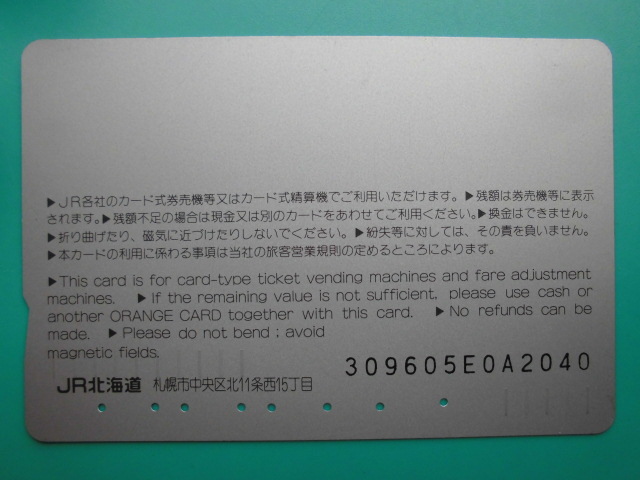 ▶JR各社のカード式券売機等又はカード式精算機でご利用いただけます。▶残額は券売機等に表示
されます。▶残額不足の場合は現金又は別のカードをあわせてご利用ください。▶換金はできません。
▶折り曲げたり、磁気に近づけたりしないでください。▶紛失等に対しては、その責を負いません。
▶本カードの利用に係わる事項は当社の旅客営業規則の定めるところによります。
▶This card is for card-type ticket vending machines and fare adjustment
machines. ▶If the remaining value is not sufficient, please use cash or
another ORANGE CARD together with this card. ▶No refunds can be
made. ▶Please do not bend ; avoid
magnetic fields.
309605E0A2040
JR北海道 札幌市中央区北11条西15丁目